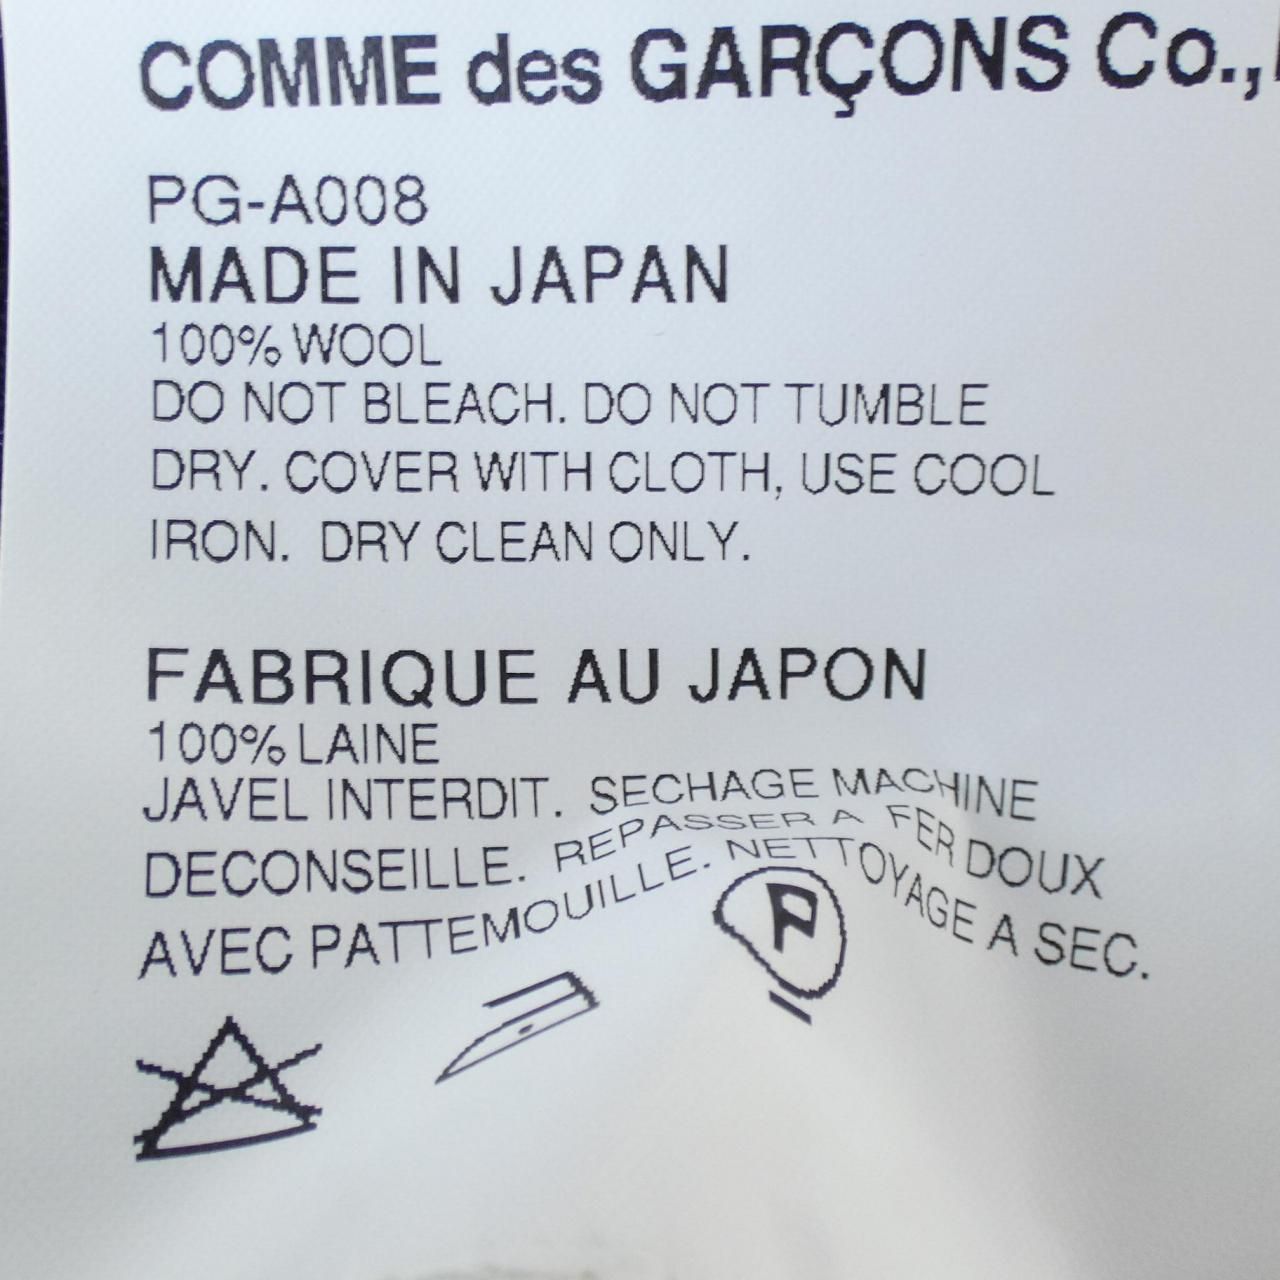 COMME des GARÇONS Co.,
PG-A008
MADE IN JAPAN
100% WOOL
DO NOT BLEACH. DO NOT TUMBLE
DRY. COVER WITH CLOTH, USE COOL
IRON. DRY CLEAN ONLY.
FABRIQUE AU JAPON
100% LAINE
JAVEL INTERDIT. SECHAGE MACHINE
DECONSEILLE. REPASSER A FER DOUX
AVEC PATTEMOUILLE. NETTOYAGE A SEC.
P